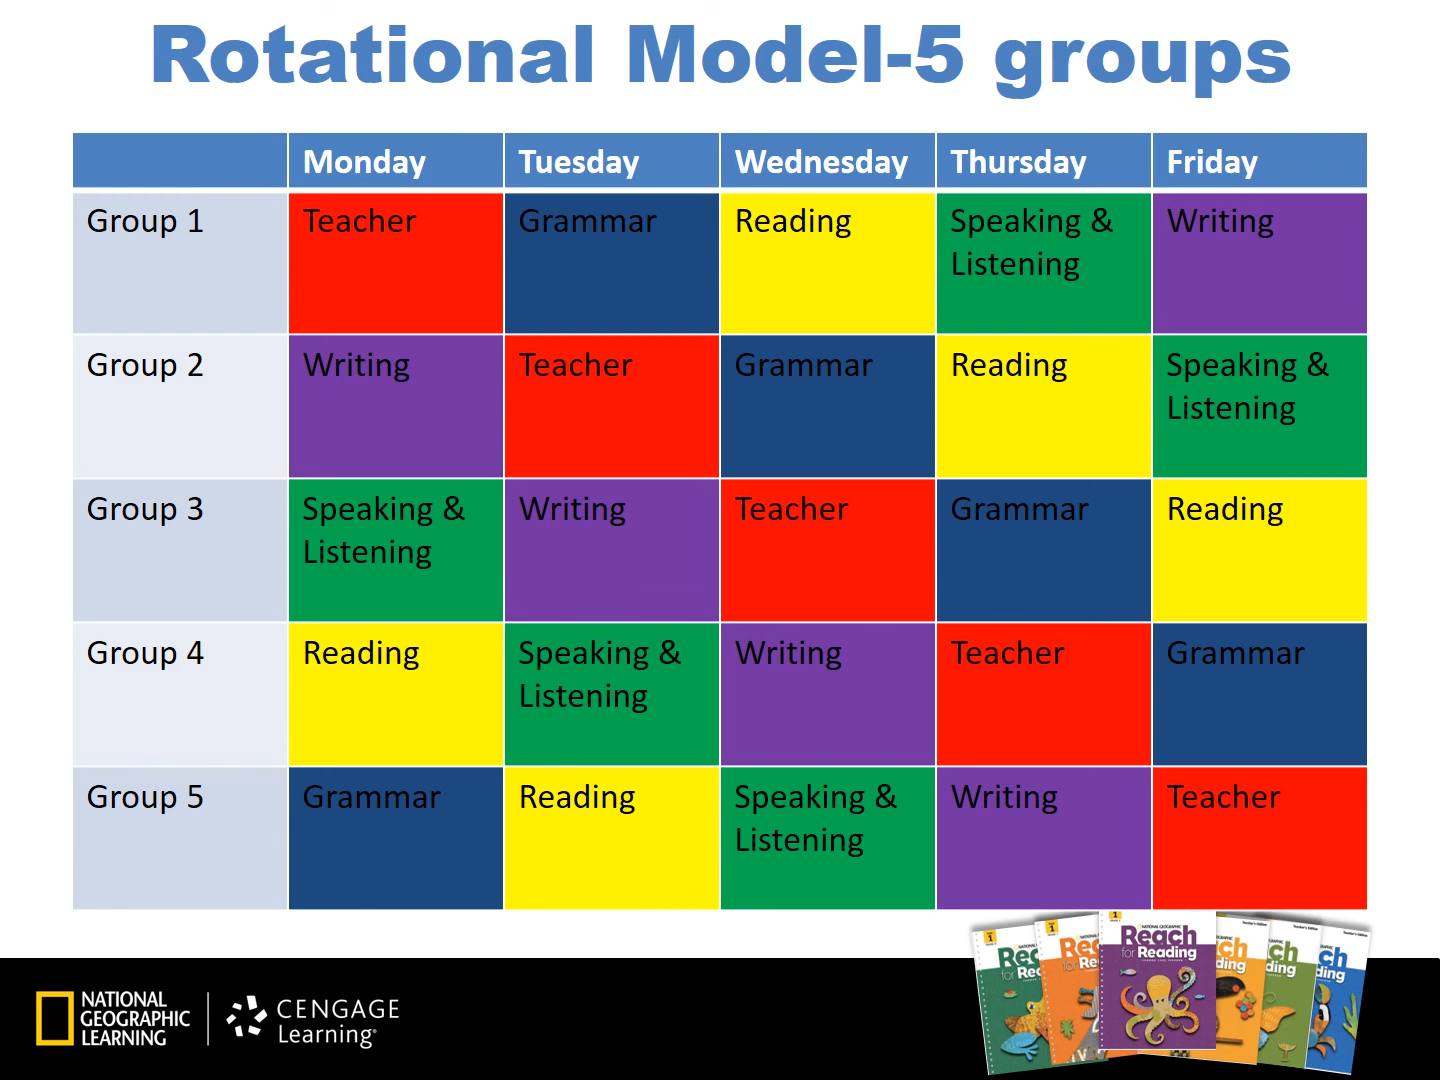 Rotational Model-5 groups
Monday Tuesday Wednesday Thursday Friday
Group 1 Teacher Grammar Reading Speaking & Writing
Listening
Group 2 Writing Teacher Grammar Reading Speaking &
Listening
Group 3 Speaking & Writing Teacher Grammar Reading
Listening
Group 4 Reading Speaking & Writing Teacher Grammar
Listening
Group 5 Grammar Reading Speaking & Writing Teacher
Listening
NATIONAL
GEOGRAPHIC
LEARNING
CENGAGE
Learning
Reach
for Reading